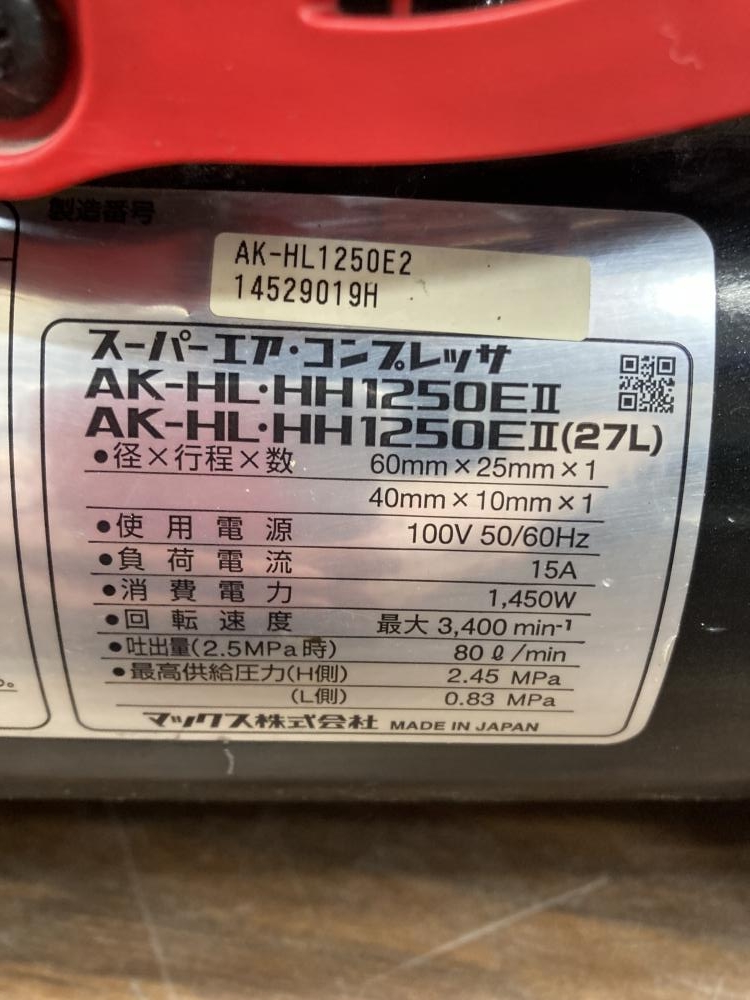 製造番号
AK-HL1250E2
14529019H
スーパーエア・コンプレッサ
AK-HL・HH1250EⅡ
AK-HL・HH1250EⅡ(27L)
●径×行程×数 60mm×25mm×1
40mm×10mm×1
●使用電源 100V 50/60Hz
●負荷電流 15A
●消費電力 1,450W
●回転速度 最大 3,400 min⁻¹
●吐出量(2.5MPa時) 80 ℓ/min
●最高供給圧力(H側) 2.45 MPa
(L側) 0.83 MPa
マックス株式会社 MADE IN JAPAN